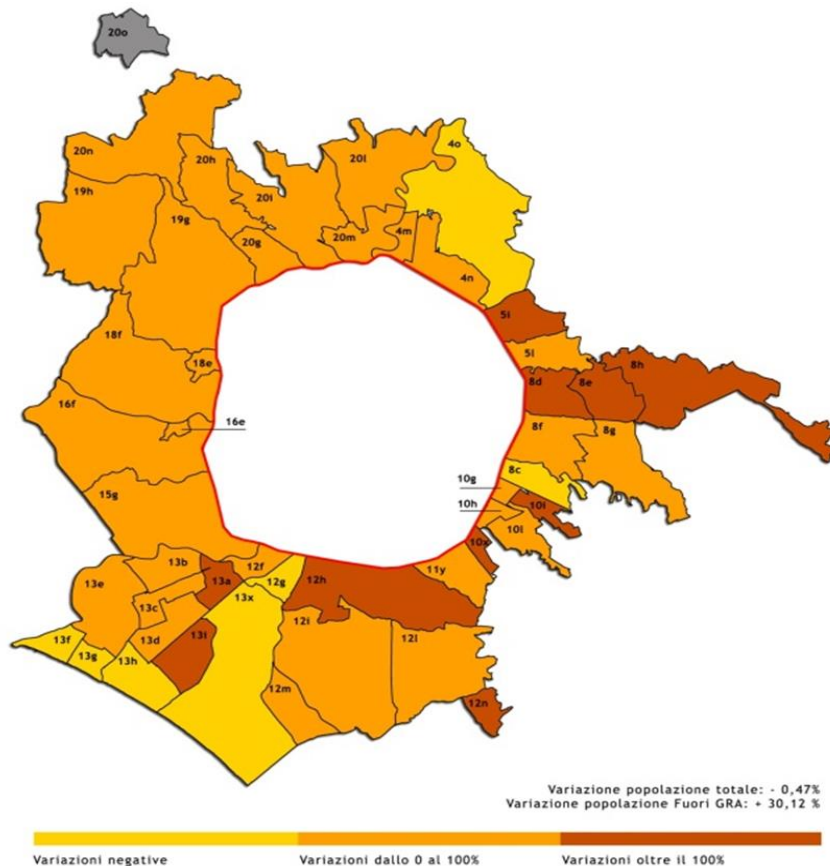 20o
20n
20h
20l
4o
19h
20i
19g
20g
20m
4m
4n
5i
18f
5l
18e
8h
8d
8e
16f
16e
8f
8g
8c
10g
15g
10i
10h
10l
10x
13b
12f
11y
13e
13a
12g
12h
13x
13c
12i
12l
13f
13d
13i
13g
13h
12m
12n
Variazione popolazione totale: - 0,47%
Variazione popolazione Fuori GRA: + 30,12 %
Variazioni negative
Variazioni dallo 0 al 100%
Variazioni oltre il 100%